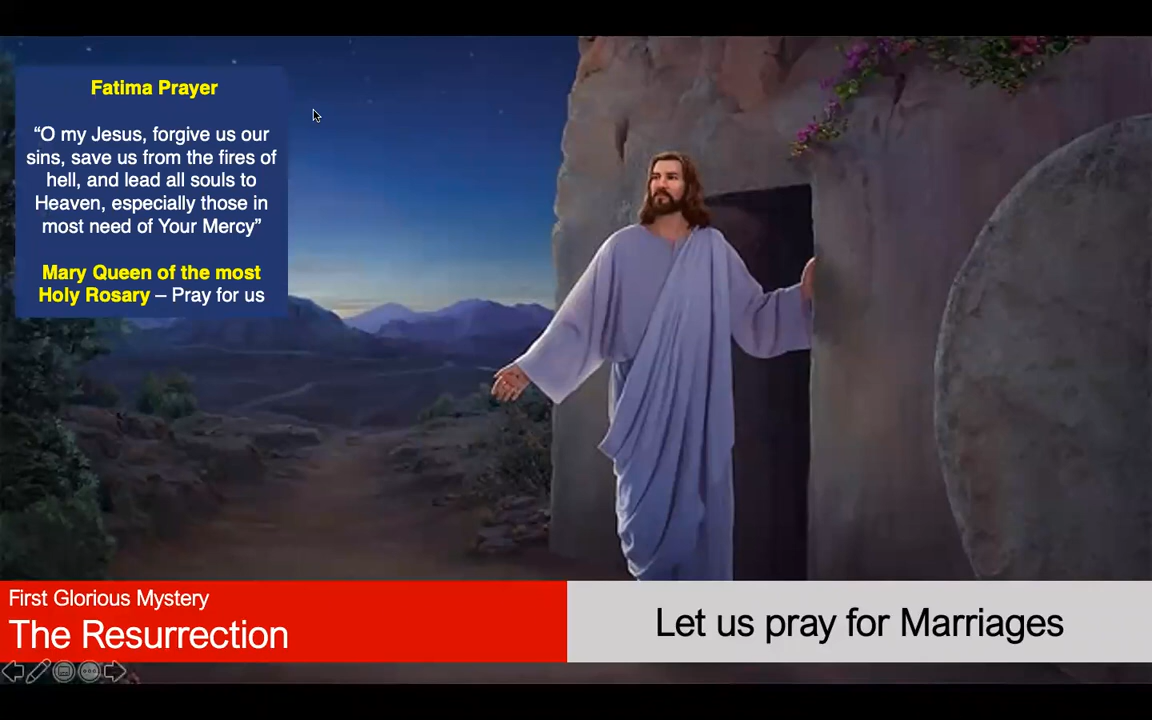 Fatima Prayer
“O my Jesus, forgive us our
sins, save us from the fires of
hell, and lead all souls to
Heaven, especially those in
most need of Your Mercy”
Mary Queen of the most
Holy Rosary – Pray for us
First Glorious Mystery
The Resurrection
Let us pray for Marriages